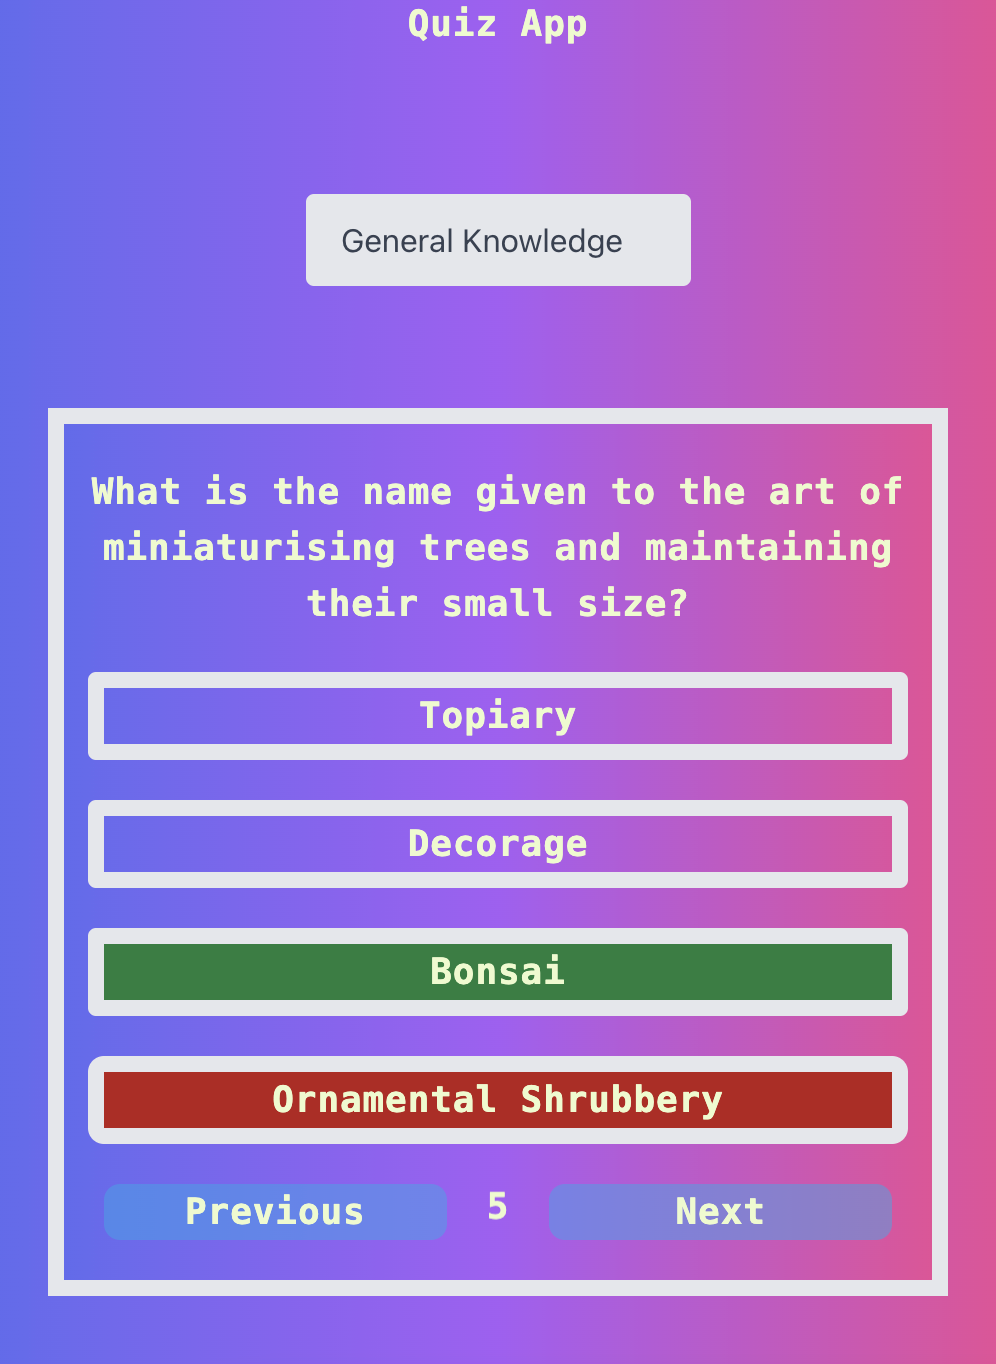 Quiz App
General Knowledge
What is the name given to the art of
miniaturising trees and maintaining
their small size?
Topiary
Decorage
Bonsai
Ornamental Shrubbery
Previous 5 Next